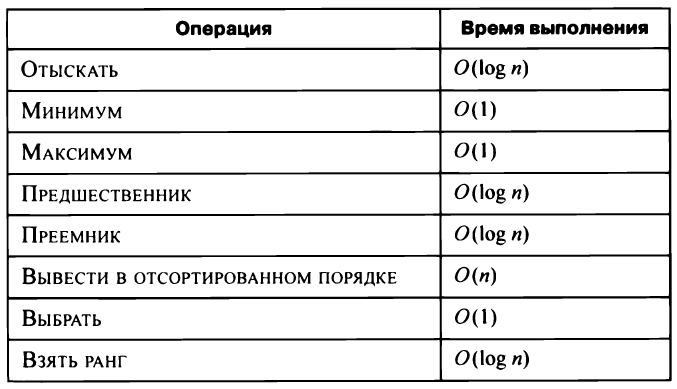 Операция Время выполнения
Отыскать O(log n)
Минимум O(1)
Максимум O(1)
Предшественник O(log n)
Преемник O(log n)
Вывести в отсортированном порядке O(n)
Выбрать O(1)
Взять ранг O(log n)